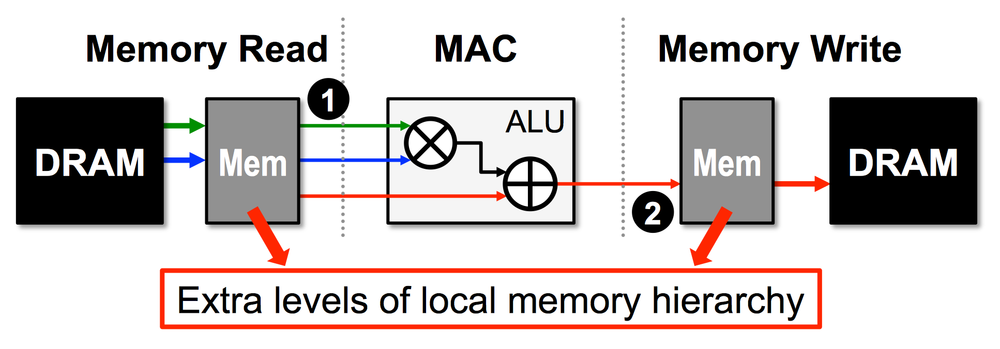 Memory Read
MAC
Memory Write
1
ALU
DRAM
Mem
Mem
DRAM
2
Extra levels of local memory hierarchy